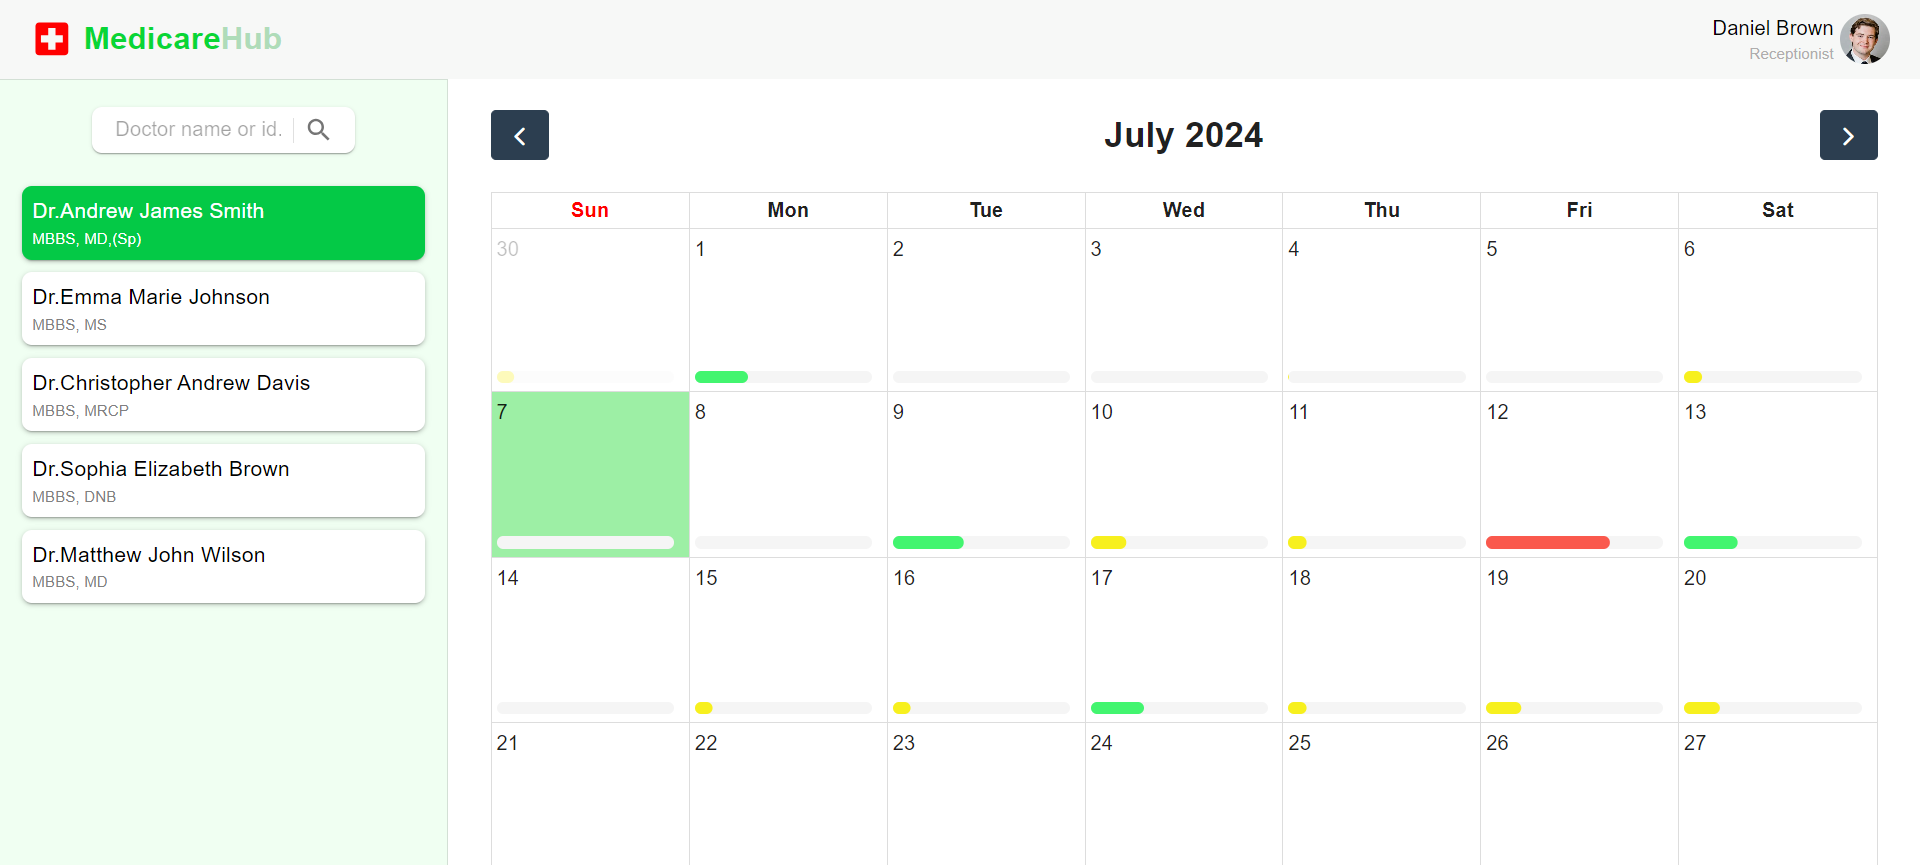 MedicareHub
Daniel Brown
Receptionist
Doctor name or id.
Dr.Andrew James Smith
MBBS, MD,(Sp)
Dr.Emma Marie Johnson
MBBS, MS
Dr.Christopher Andrew Davis
MBBS, MRCP
Dr.Sophia Elizabeth Brown
MBBS, DNB
Dr.Matthew John Wilson
MBBS, MD
July 2024
Sun Mon Tue Wed Thu Fri Sat
30 1 2 3 4 5 6
7 8 9 10 11 12 13
14 15 16 17 18 19 20
21 22 23 24 25 26 27